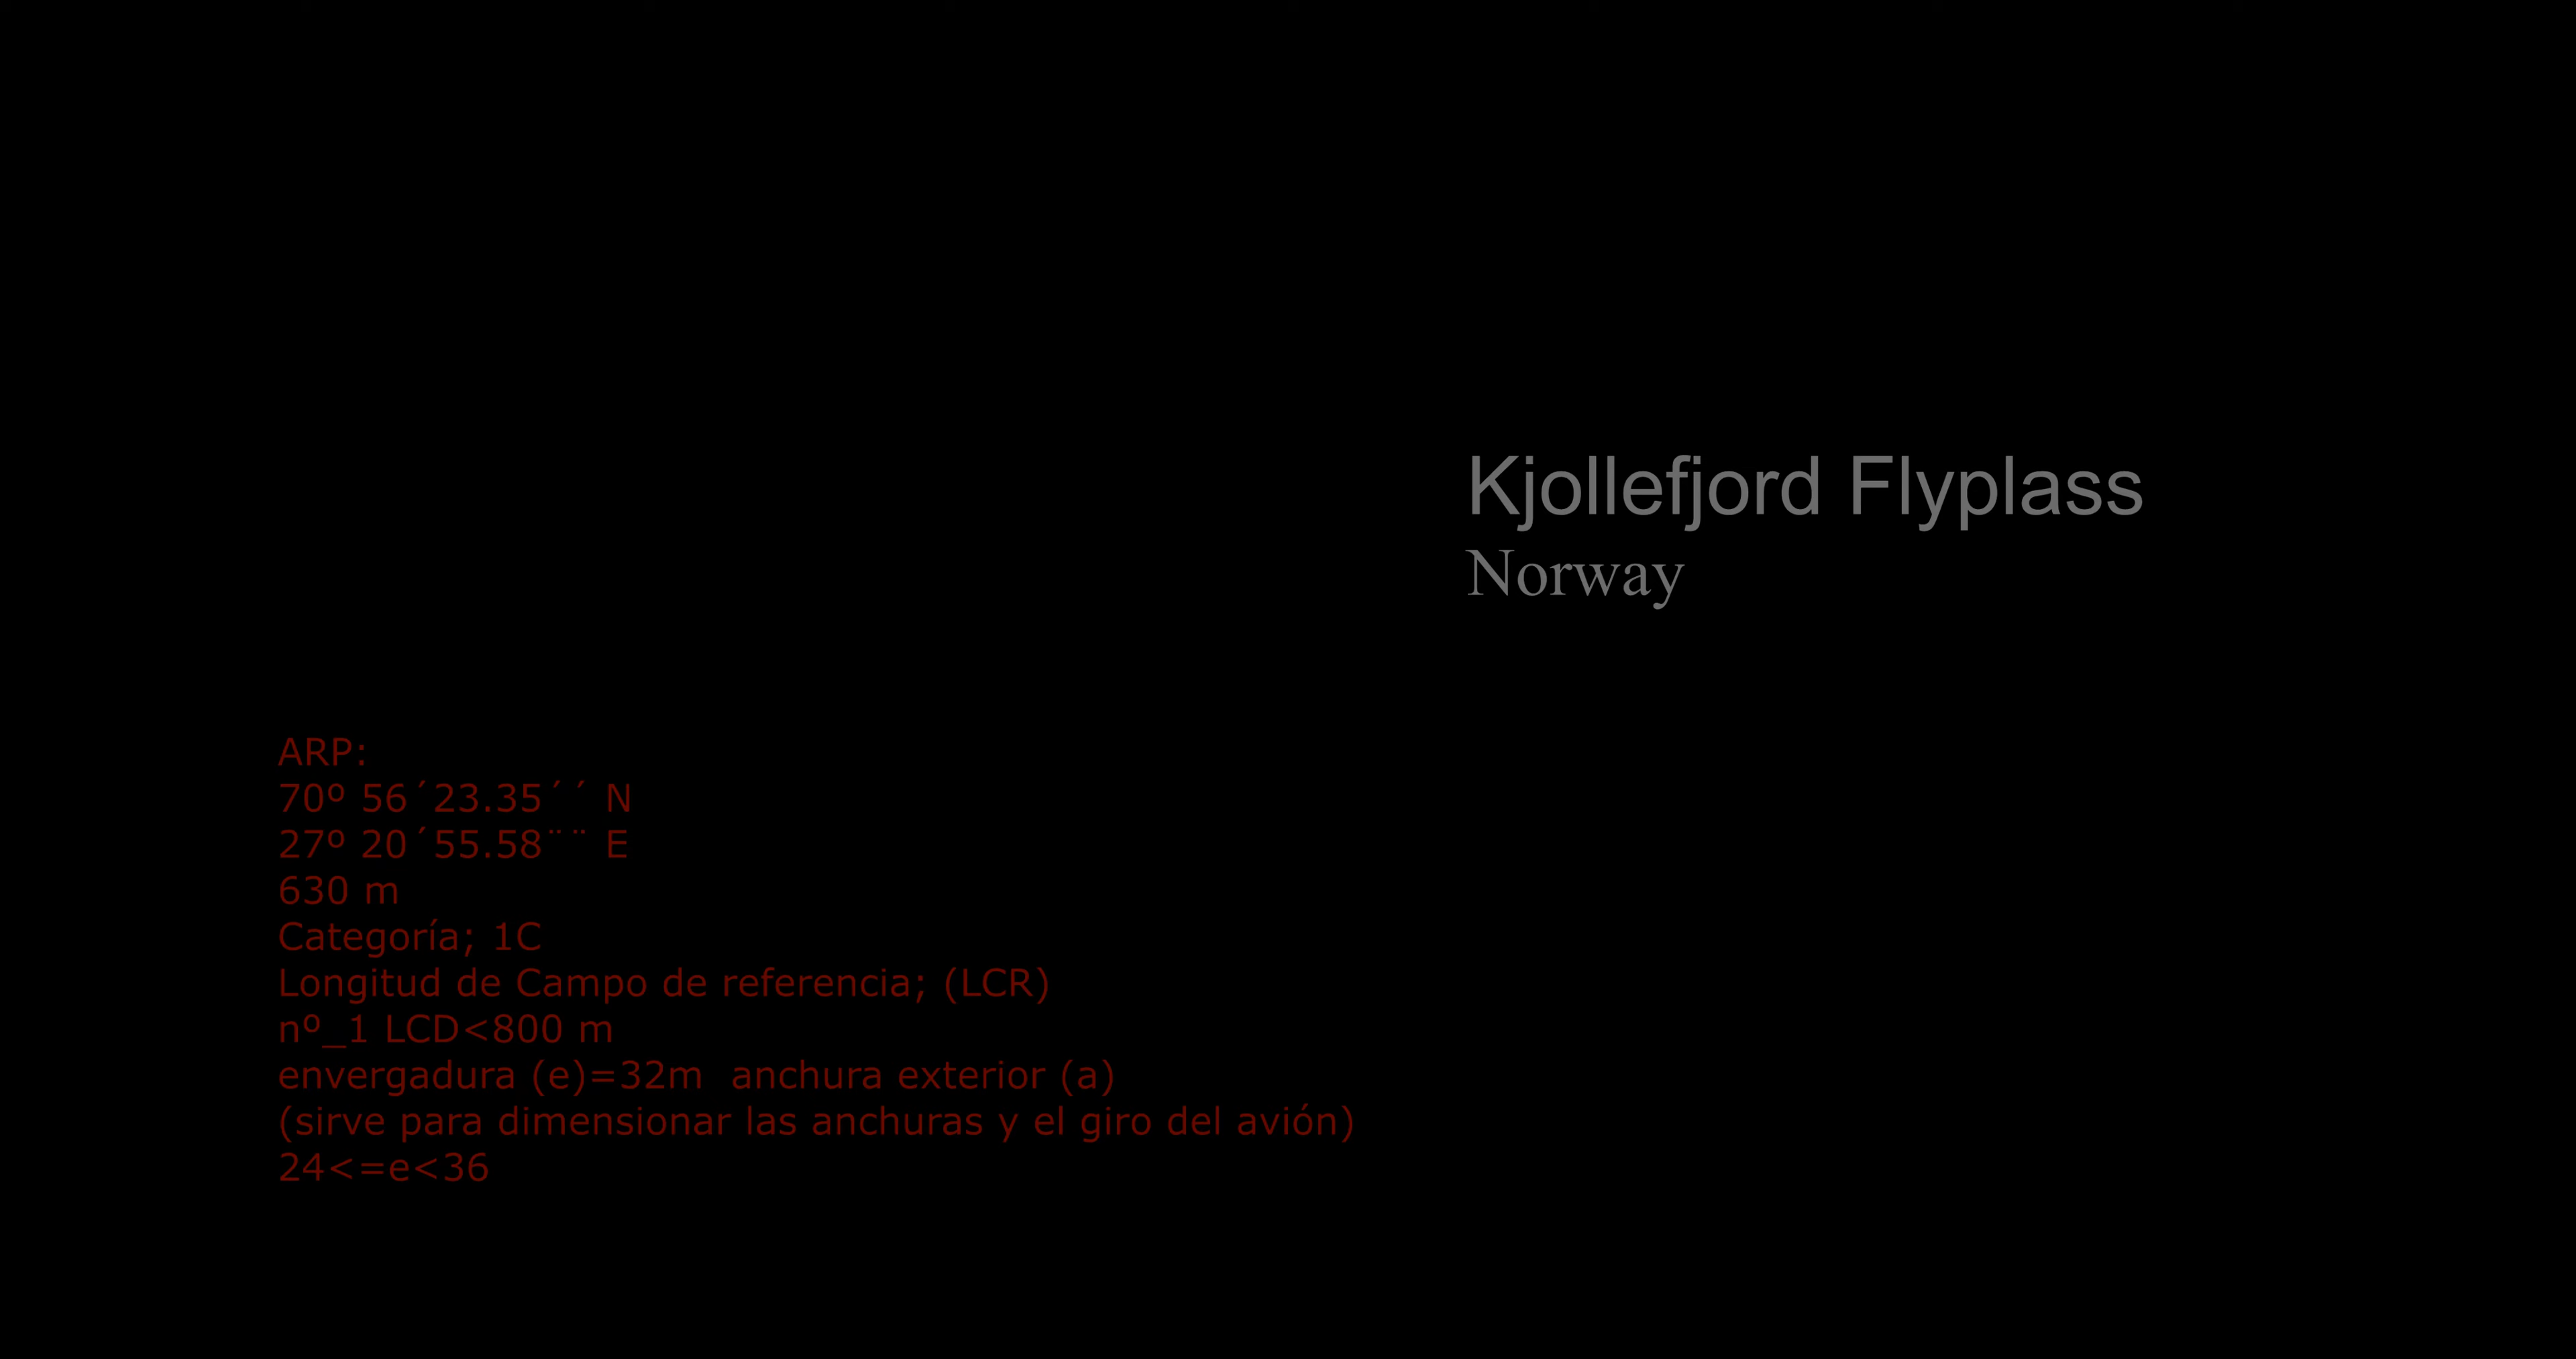 Kjollefjord Flyplass
Norway
ARP:
70º 56´23.35´´ N
27º 20´55.58¨¨ E
630 m
Categoría; 1C
Longitud de Campo de referencia; (LCR)
nº_1 LCD<800 m
envergadura (e)=32m  anchura exterior (a)
(sirve para dimensionar las anchuras y el giro del avión)
24<=e<36